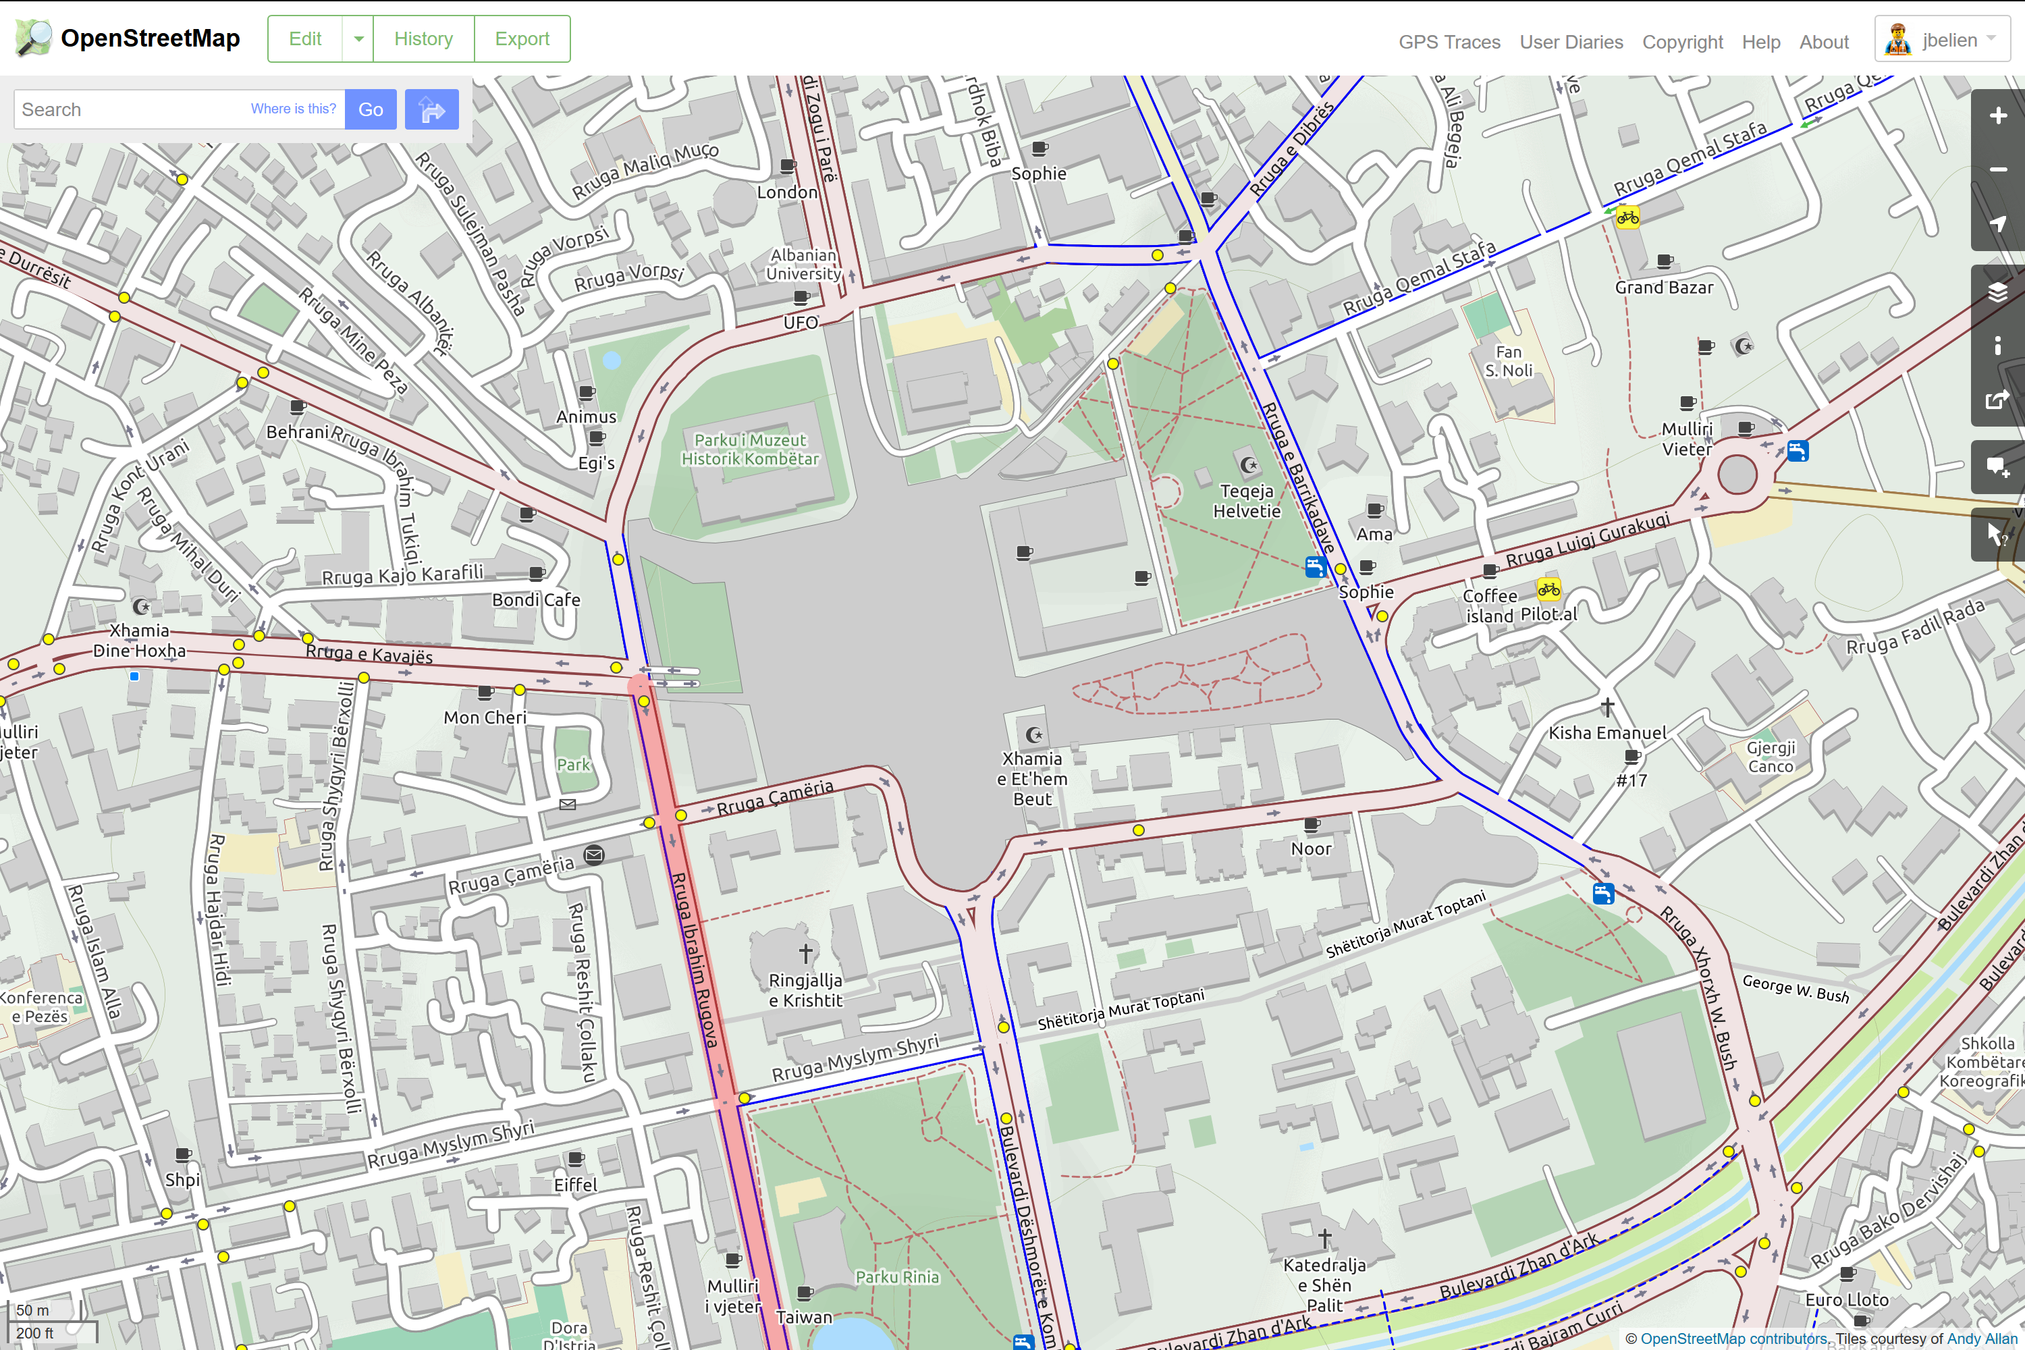 OpenStreetMap
Edit
History
Export
GPS Traces
User Diaries
Copyright
Help
About
jbelien
Search
Where is this?
Go
di Zogu i Parë
rdhok Biba
Rruga e Dibrës
Ali Begeja
Rruga Qe
Rruga Qemal Stafa
Rruga Maliq Muço
London
Sophie
Rruga Sulejman Pasha
Rruga Vorpsi
Rruga Vorpsi
Albanian
University
UFO
Rruga Qemal Stafa
Grand Bazar
e Durrësit
Rruga Albanikër
Rruga Mine Peza
Fan
S. Noli
Animus
Egi's
Behrani
Rruga Ibrahim Tukiqi
Rruga Kont Urani
Rruga Mihal Duri
Parku i Muzeut
Historik Kombëtar
Mulliri
Vieter
Teqeja
Helvetie
Rruga e Barrikadave
Ama
Rruga Luigj Gurakuqi
Rruga Kajo Karafili
Bondi Cafe
Sophie
Coffee
island
Pilot.al
Rruga Fadil Rada
Xhamia
Dine Hoxha
Rruga e Kavajës
Mon Cheri
ulliri
jeter
Rruga Shyqyri Bërxolli
Park
Kisha Emanuel
#17
Gjergji
Canco
Xhamia
e Et'hem
Beut
Rruga Çamëria
Noor
Rruga Çamëria
Rruga Hajdar Hidi
Rruga Islam Alla
Rruga Shyqyri Bërxolli
Rruga Reshit Çollaku
Rruga Ibrahim Rugova
Shëtitorja Murat Toptani
Bulevardi Zhan d
Bulevard
Rruga Xhorxh W. Bush
George W. Bush
Ringjallja
e Krishtit
Konferenca
e Pezës
Shëtitorja Murat Toptani
Rruga Myslym Shyri
Shkolla
Kombëtare
Koreografik
Rruga Myslym Shyri
Shpi
Eiffel
Rruga Reshit Çoll
Bulevardi Dëshmorët e Kom
Mulliri
i vjeter
Taiwan
Parku Rinia
Katedralja
e Shën
Palit
Bulevardi Zhan d'Ark
Rruga Bako Dervishaj
Euro Lloto
50 m
200 ft
Dora
D'Istria
evardi Zhan d'Ark
di Bajram Curri
© OpenStreetMap contributors. Tiles courtesy of Andy Allan